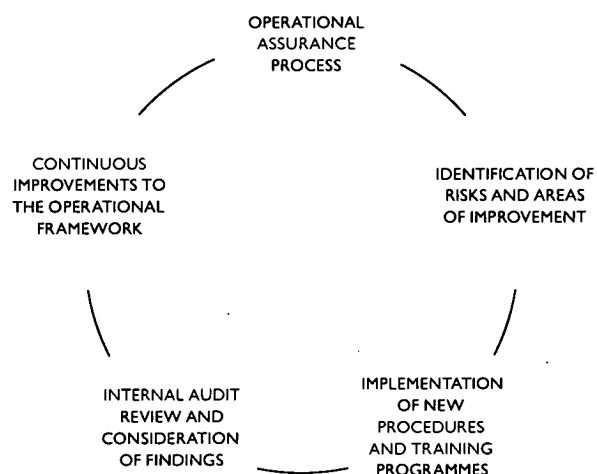 OPERATIONAL
ASSURANCE
PROCESS
IDENTIFICATION OF
RISKS AND AREAS
OF IMPROVEMENT
IMPLEMENTATION
OF NEW
PROCEDURES
AND TRAINING
PROGRAMMES
INTERNAL AUDIT
REVIEW AND
CONSIDERATION
OF FINDINGS
CONTINUOUS
IMPROVEMENTS TO
THE OPERATIONAL
FRAMEWORK